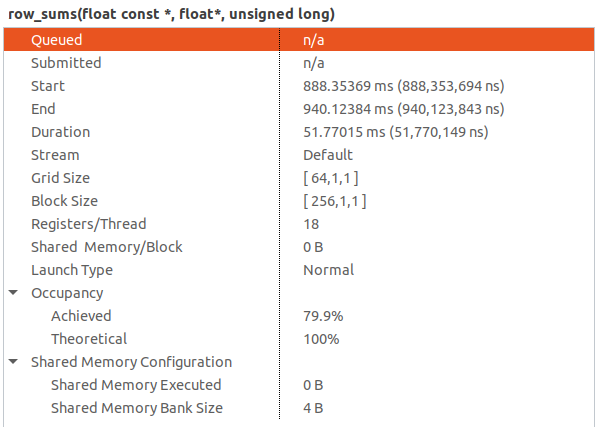 row_sums(float const *, float*, unsigned long)
Queued n/a
Submitted n/a
Start 888.35369 ms (888,353,694 ns)
End 940.12384 ms (940,123,843 ns)
Duration 51.77015 ms (51,770,149 ns)
Stream Default
Grid Size [ 64,1,1 ]
Block Size [ 256,1,1 ]
Registers/Thread 18
Shared Memory/Block 0 B
Launch Type Normal
Occupancy
Achieved 79.9%
Theoretical 100%
Shared Memory Configuration
Shared Memory Executed 0 B
Shared Memory Bank Size 4 B